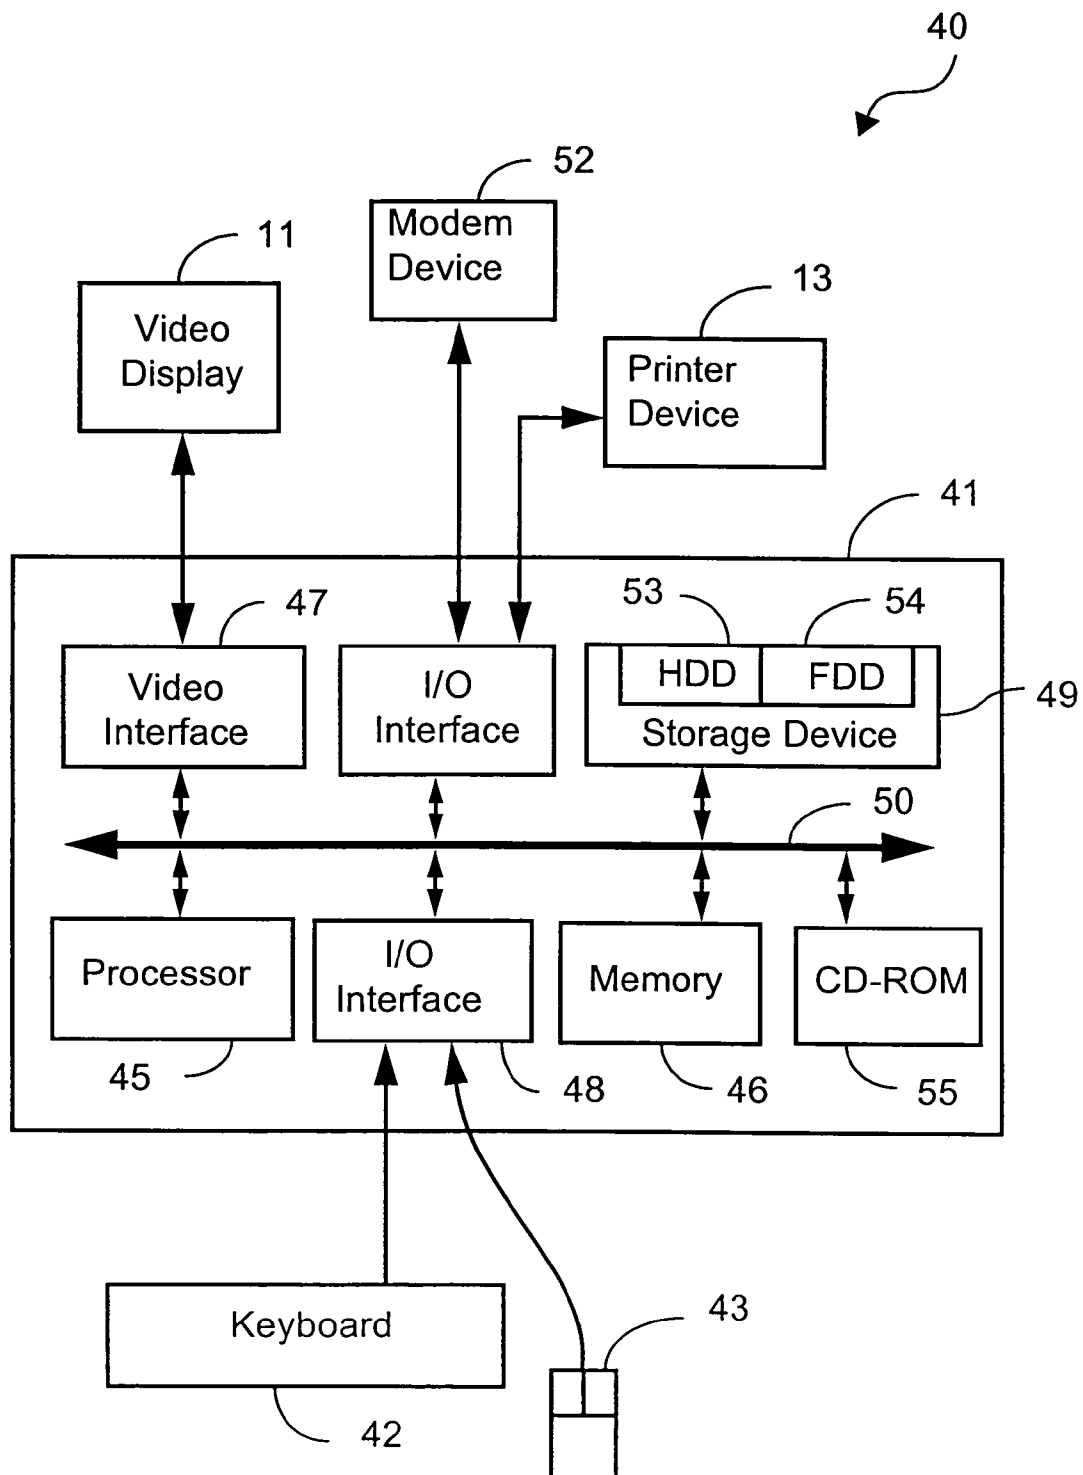 40
52
Modem
Device
11
Video
Display
13
Printer
Device
41
47
Video
Interface
I/O
Interface
53
54
HDD
FDD
Storage Device
49
50
Processor
45
I/O
Interface
48
Memory
46
CD-ROM
55
Keyboard
42
43